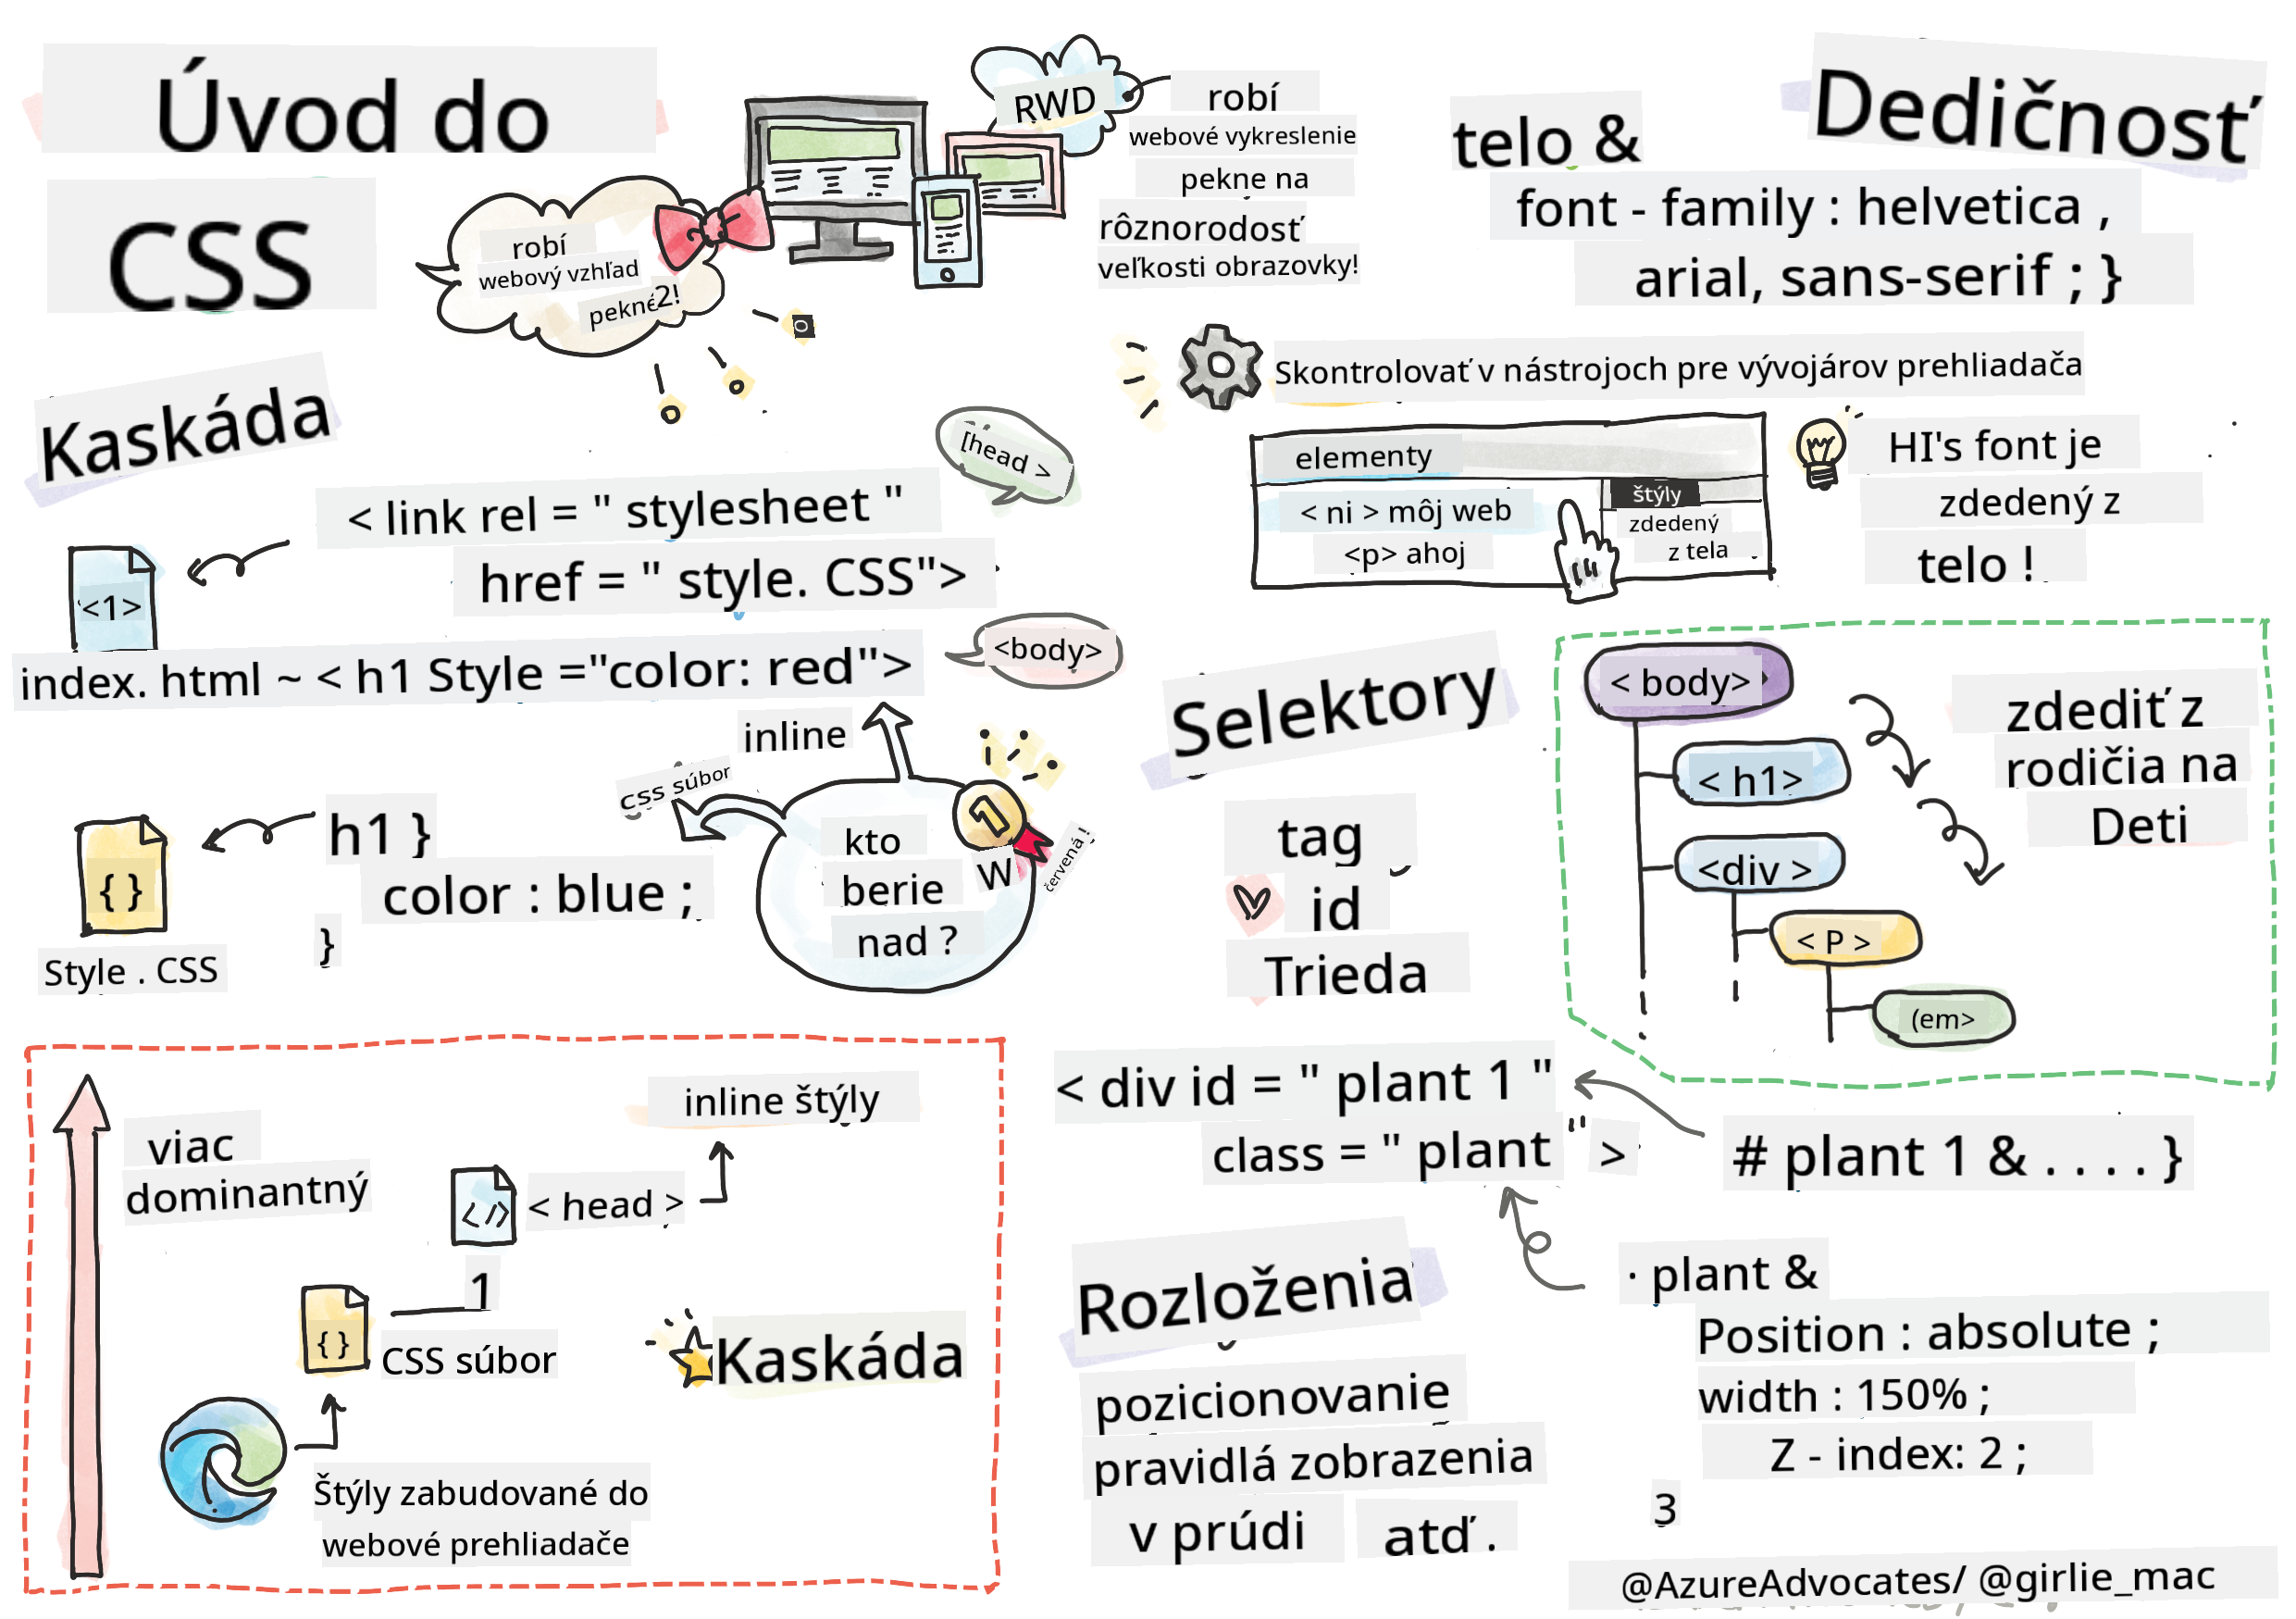 Úvod do
CSS
robí
webový vzhľad
pekné 2!
RWD
robí
webové vykreslenie
pekne na
rôznorodosť
veľkosti obrazovky!
Dedičnosť
telo &
font - family : helvetica ,
arial, sans-serif ; }
Skontrolovať v nástrojoch pre vývojárov prehliadača
elementy
< ni > môj web
<p> ahoj
štýly
zdedený
z tela
HI's font je
zdedený z
telo !
Kaskáda
[head >
< link rel = " stylesheet "
href = " style. CSS">
<1>
index. html ~ < h1 Style ="color: red">
<body>
inline
css súbor
kto
berie
nad ?
1
W
červená !
h1 }
color : blue ;
}
{ }
Style . CSS
Selektory
tag
id
Trieda
< body>
< h1>
<div >
< P >
(em>
zdediť z
rodičia na
Deti
< div id = " plant 1 "
class = " plant " >
# plant 1 & . . . . }
· plant &
Position : absolute ;
width : 150% ;
Z - index: 2 ;
3
viac
dominantný
inline štýly
</>
< head >
1
{ }
CSS súbor
Kaskáda
Štýly zabudované do
webové prehliadače
Rozloženia
pozicionovanie
pravidlá zobrazenia
v prúdi atď .
@AzureAdvocates/ @girlie_mac